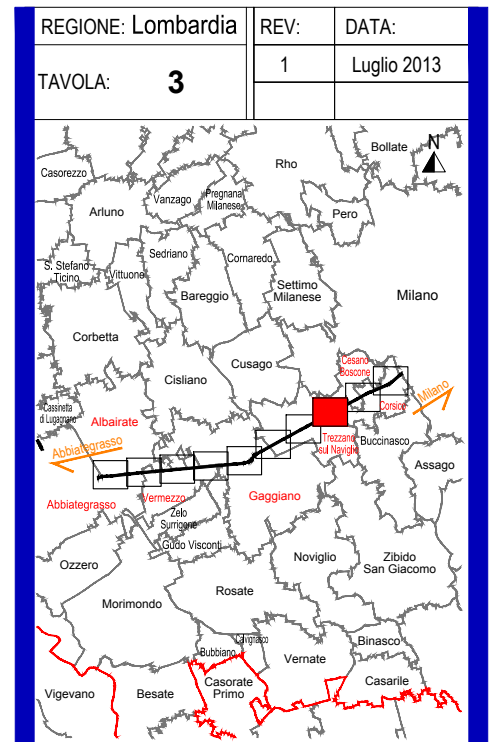 REGIONE: Lombardia
REV:
DATA:
TAVOLA: 3
1
Luglio 2013
N
Bollate
Rho
Casorezzo
Vanzago
Pregnana
Milanese
Arluno
Pero
Sedriano
Cornaredo
S. Stefano
Ticino
Vittuone
Settimo
Milanese
Bareggio
Milano
Corbetta
Cusago
Cesano
Boscone
Cisliano
Milano
Cassinetta
di Lugagnano
Corsico
Albairate
Trezzano
sul Naviglio
Buccinasco
Abbiategrasso
Assago
Abbiategrasso
Vermezzo
Gaggiano
Zelo
Surrigone
Gudo Visconti
Noviglio
Zibido
San Giacomo
Ozzero
Rosate
Morimondo
Calvignasco
Binasco
Bubbiano
Vernate
Vigevano
Besate
Casorate
Primo
Casarile